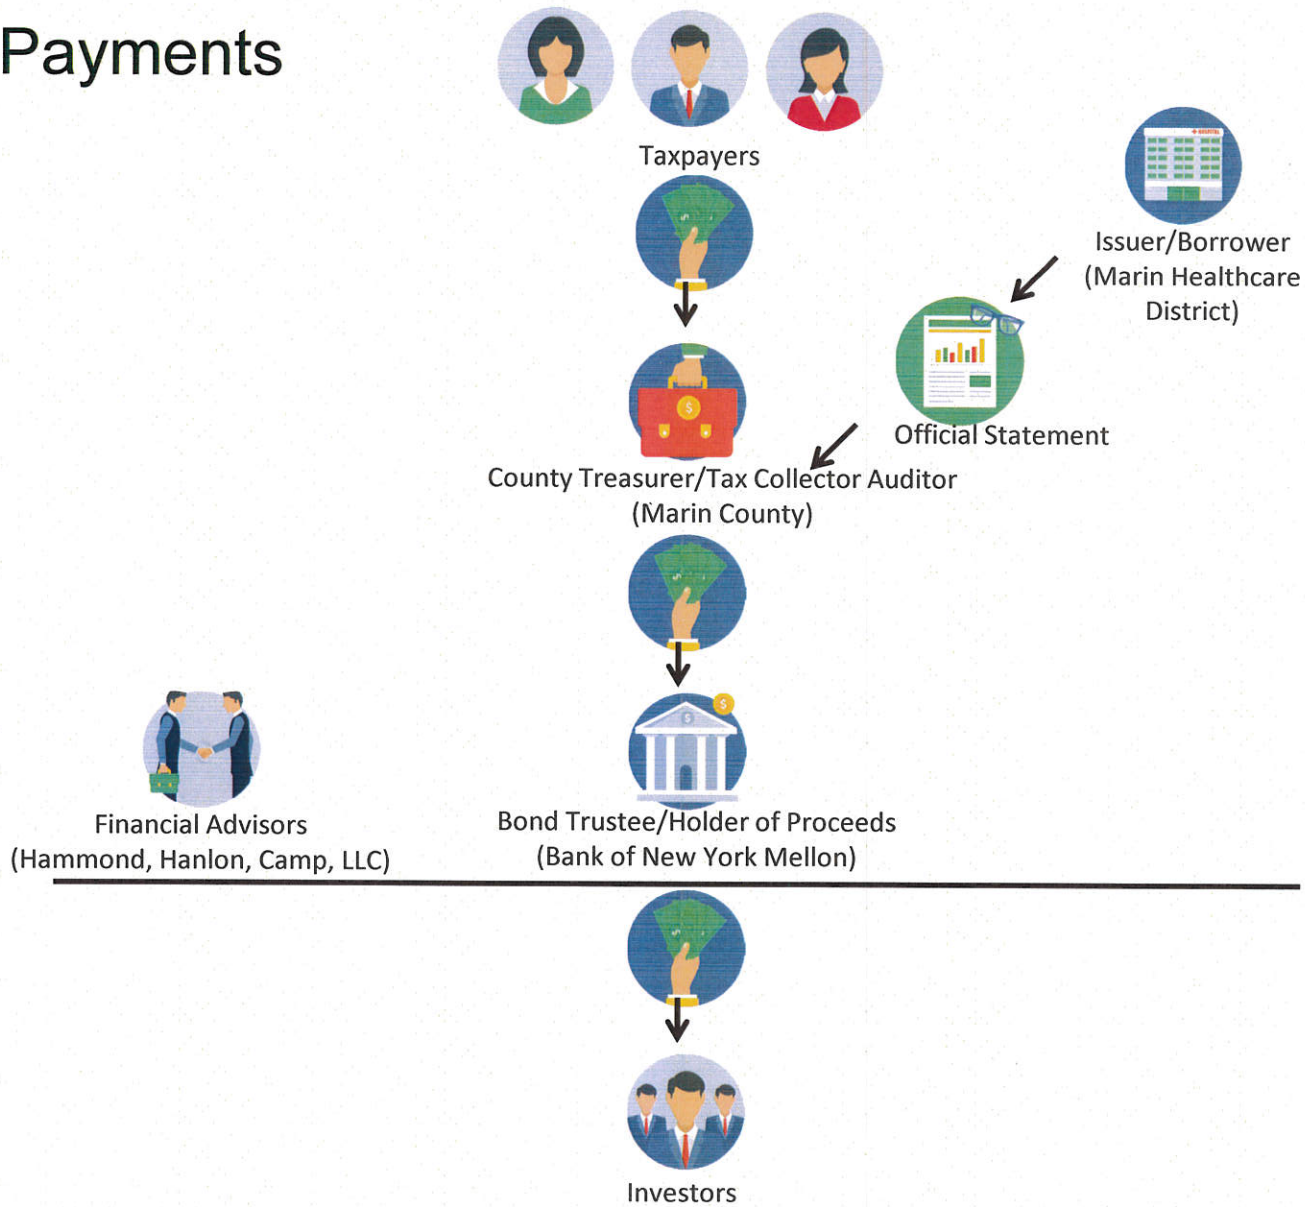 Payments
Taxpayers
HOSPITAL
Issuer/Borrower
(Marin Healthcare
District)
Official Statement
County Treasurer/Tax Collector Auditor
(Marin County)
Financial Advisors
(Hammond, Hanlon, Camp, LLC)
Bond Trustee/Holder of Proceeds
(Bank of New York Mellon)
Investors